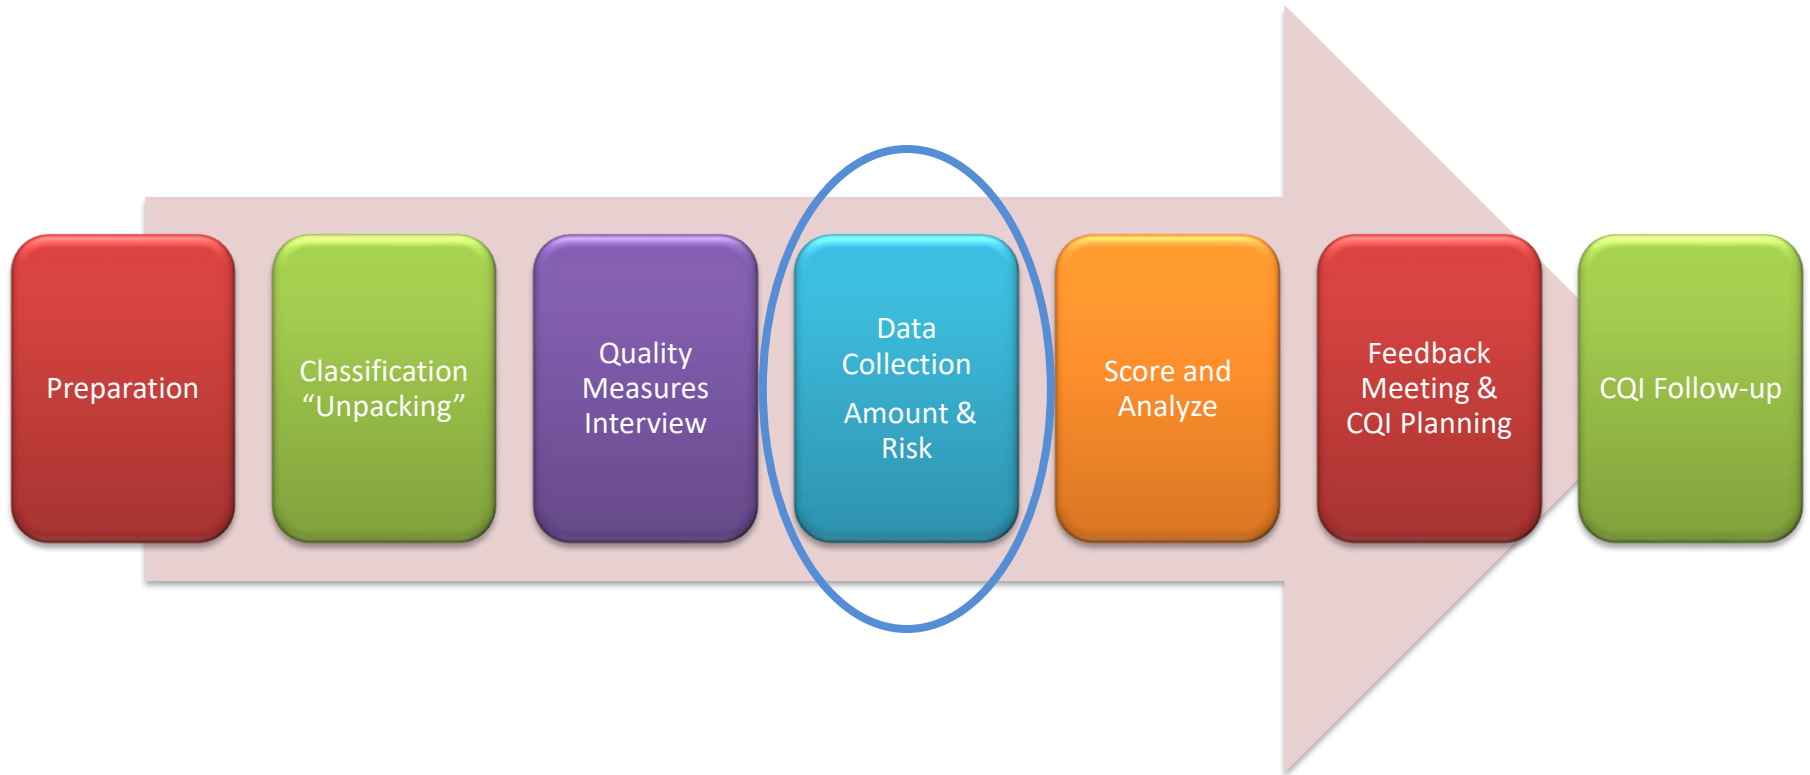 Preparation
Classification
“Unpacking”
Quality
Measures
Interview
Data
Collection
Amount &
Risk
Score and
Analyze
Feedback
Meeting &
CQI Planning
CQI Follow-up